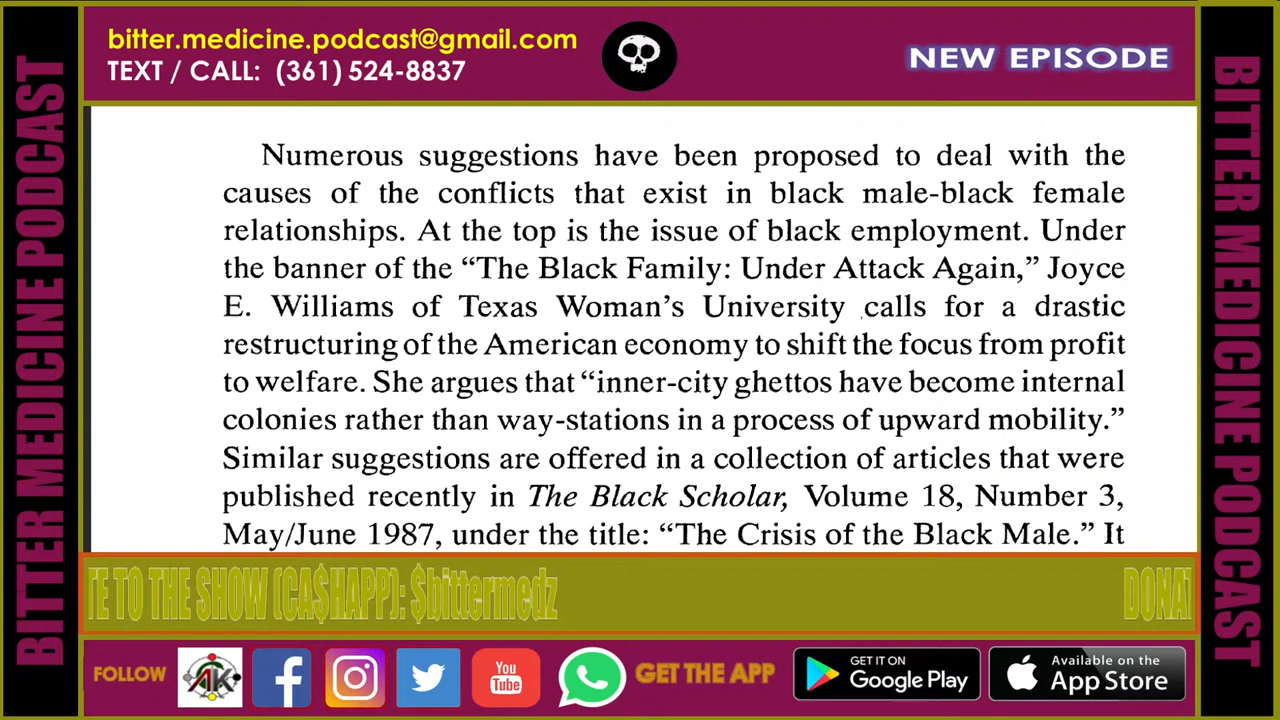 BITTER MEDICINE PODCAST
bitter.medicine.podcast@gmail.com
TEXT / CALL: (361) 524-8837
NEW EPISODE
Numerous suggestions have been proposed to deal with the
causes of the conflicts that exist in black male-black female
relationships. At the top is the issue of black employment. Under
the banner of the “The Black Family: Under Attack Again,” Joyce
E. Williams of Texas Woman’s University calls for a drastic
restructuring of the American economy to shift the focus from profit
to welfare. She argues that “inner-city ghettos have become internal
colonies rather than way-stations in a process of upward mobility.”
Similar suggestions are offered in a collection of articles that were
published recently in The Black Scholar, Volume 18, Number 3,
May/June 1987, under the title: “The Crisis of the Black Male.” It
TE TO THE SHOW (CA$HAPP): $bittermedz
DONAT
FOLLOW
ATK
You
Tube
GET THE APP
GET IT ON
Google Play
Available on the
App Store
BITTER MEDICINE PODCAST